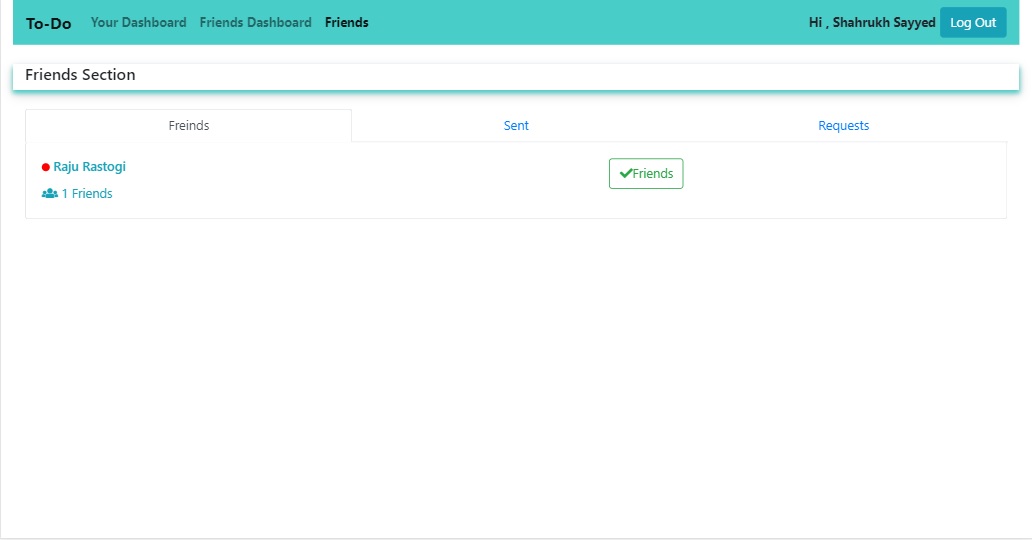 To-Do Your Dashboard Friends Dashboard Friends Hi , Shahrukh Sayyed Log Out
Friends Section
Freinds Sent Requests
Raju Rastogi Friends
1 Friends